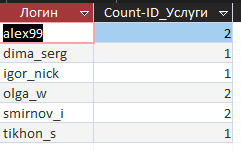 Логин Count-ID_Услуги
alex99 2
dima_serg 1
igor_nick 1
olga_w 2
smirnov_i 2
tikhon_s 1